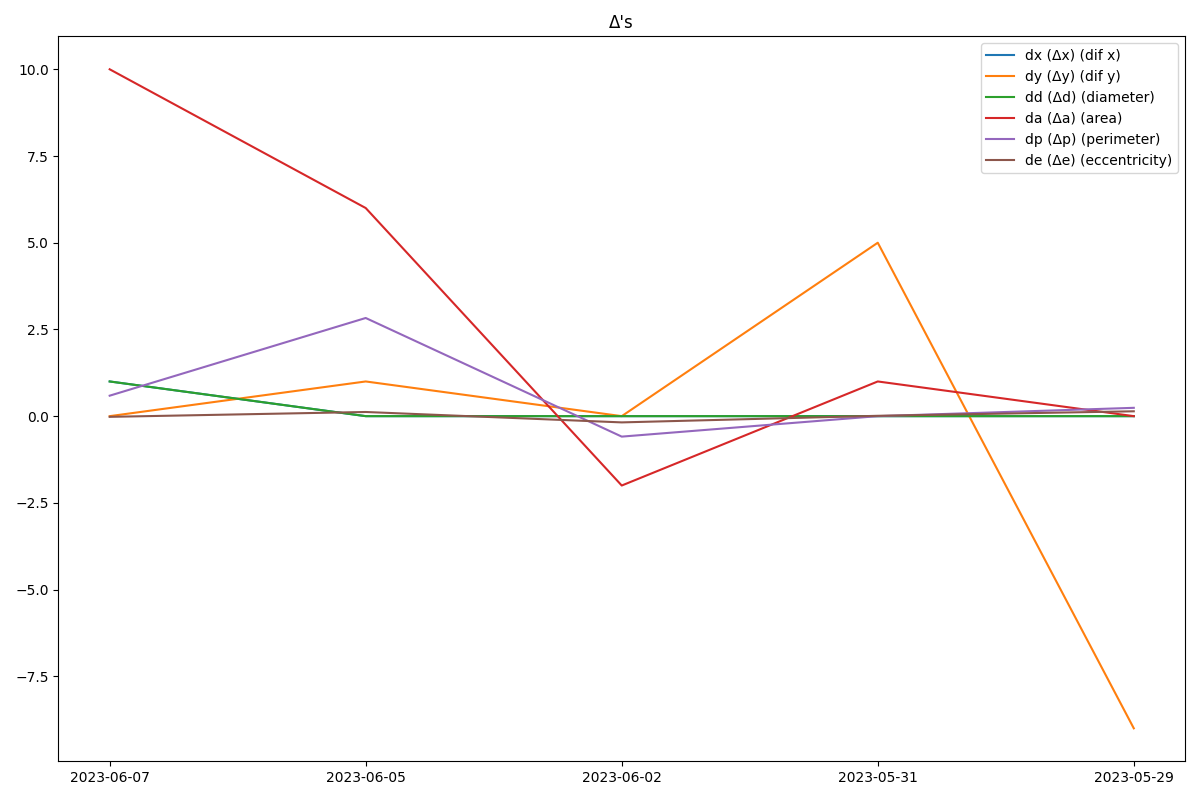 Δ's
dx (Δx) (dif x)
dy (Δy) (dif y)
dd (Δd) (diameter)
da (Δa) (area)
dp (Δp) (perimeter)
de (Δe) (eccentricity)
10.0
7.5
5.0
2.5
0.0
−2.5
−5.0
−7.5
2023-06-07 2023-06-05 2023-06-02 2023-05-31 2023-05-29